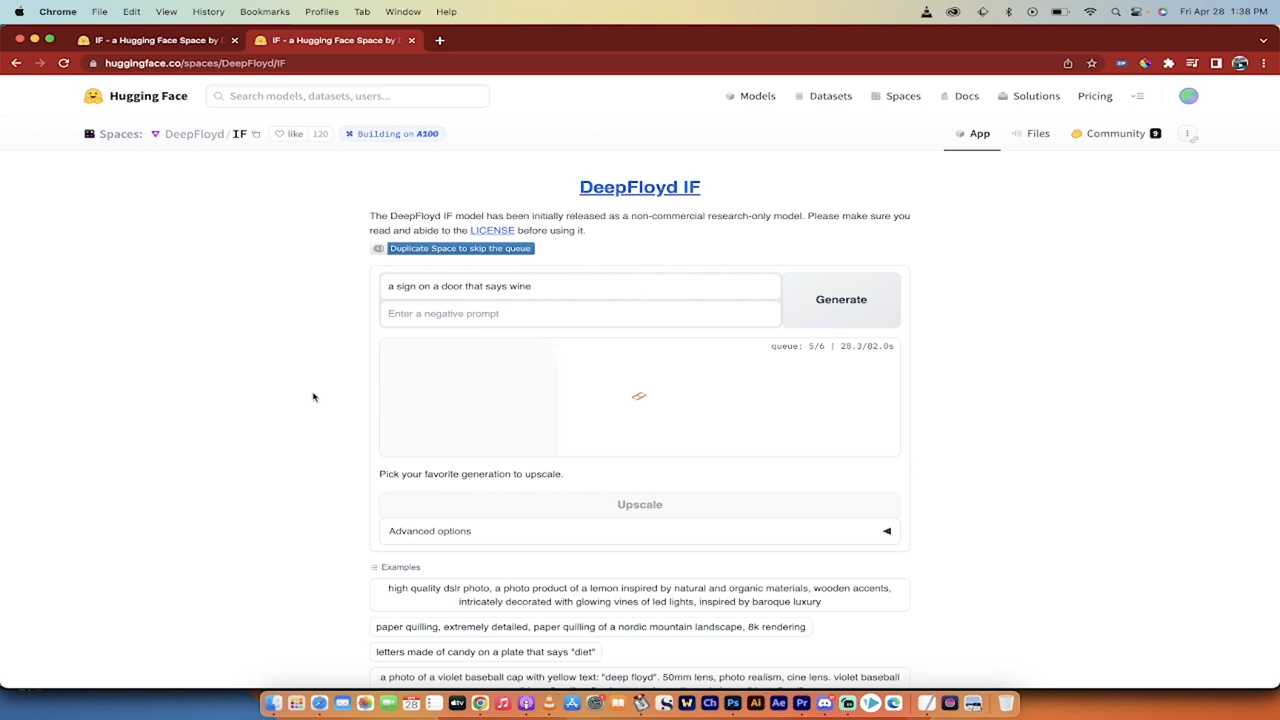 Chrome File Edit View History Bookmarks Profiles Tab Window Help Fri Apr 28 1:38 PM
IF - a Hugging Face Space by D IF - a Hugging Face Space by D
huggingface.co/spaces/DeepFloyd/IF
Hugging Face Search models, datasets, users... Models Datasets Spaces Docs Solutions Pricing
Spaces: DeepFloyd/IF like 120 Building on A100 App Files Community 9
DeepFloyd IF
The DeepFloyd IF model has been initially released as a non-commercial research-only model. Please make sure you
read and abide to the LICENSE before using it.
Duplicate Space to skip the queue
a sign on a door that says wine
Generate
Enter a negative prompt
queue: 5/6 | 28.3/82.0s
Pick your favorite generation to upscale.
Upscale
Advanced options
Examples
high quality dslr photo, a photo product of a lemon inspired by natural and organic materials, wooden accents,
intricately decorated with glowing vines of led lights, inspired by baroque luxury
paper quilling, extremely detailed, paper quilling of a nordic mountain landscape, 8k rendering
letters made of candy on a plate that says "diet"
a photo of a violet baseball cap with yellow text: "deep floyd". 50mm lens, photo realism, cine lens. violet baseball